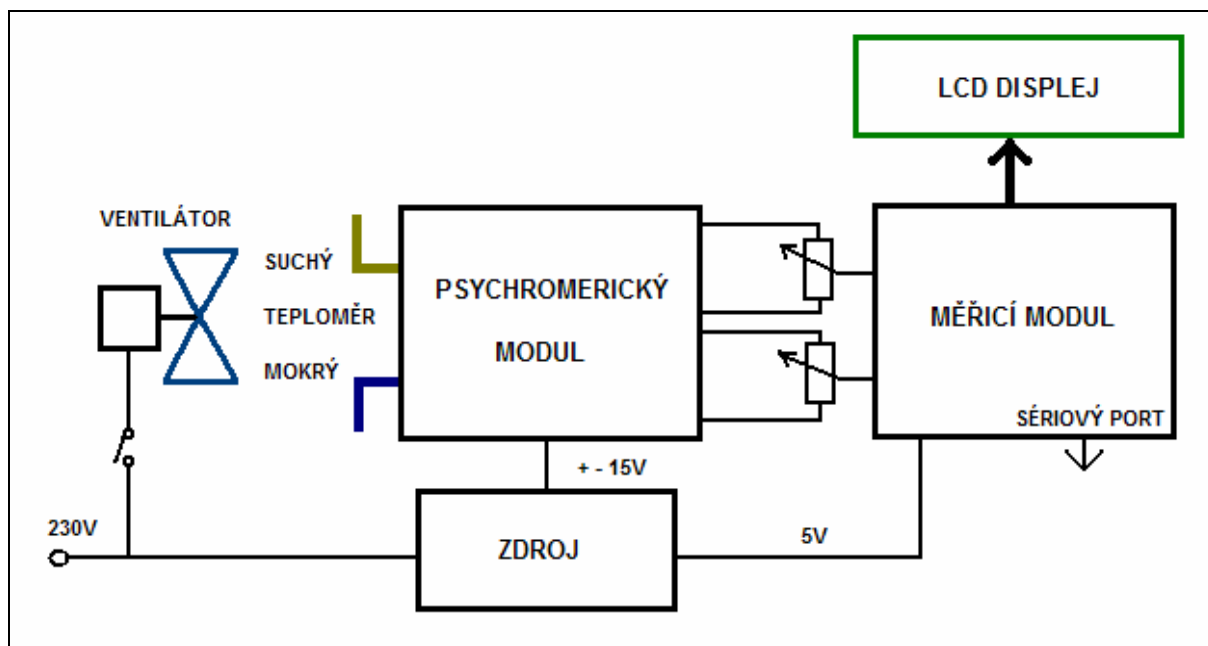 LCD DISPLEJ
VENTILÁTOR
SUCHÝ
TEPLOMĚR
MOKRÝ
PSYCHROMERICKÝ
MODUL
MĚŘICÍ MODUL
SÉRIOVÝ PORT
+ - 15V
230V
ZDROJ
5V